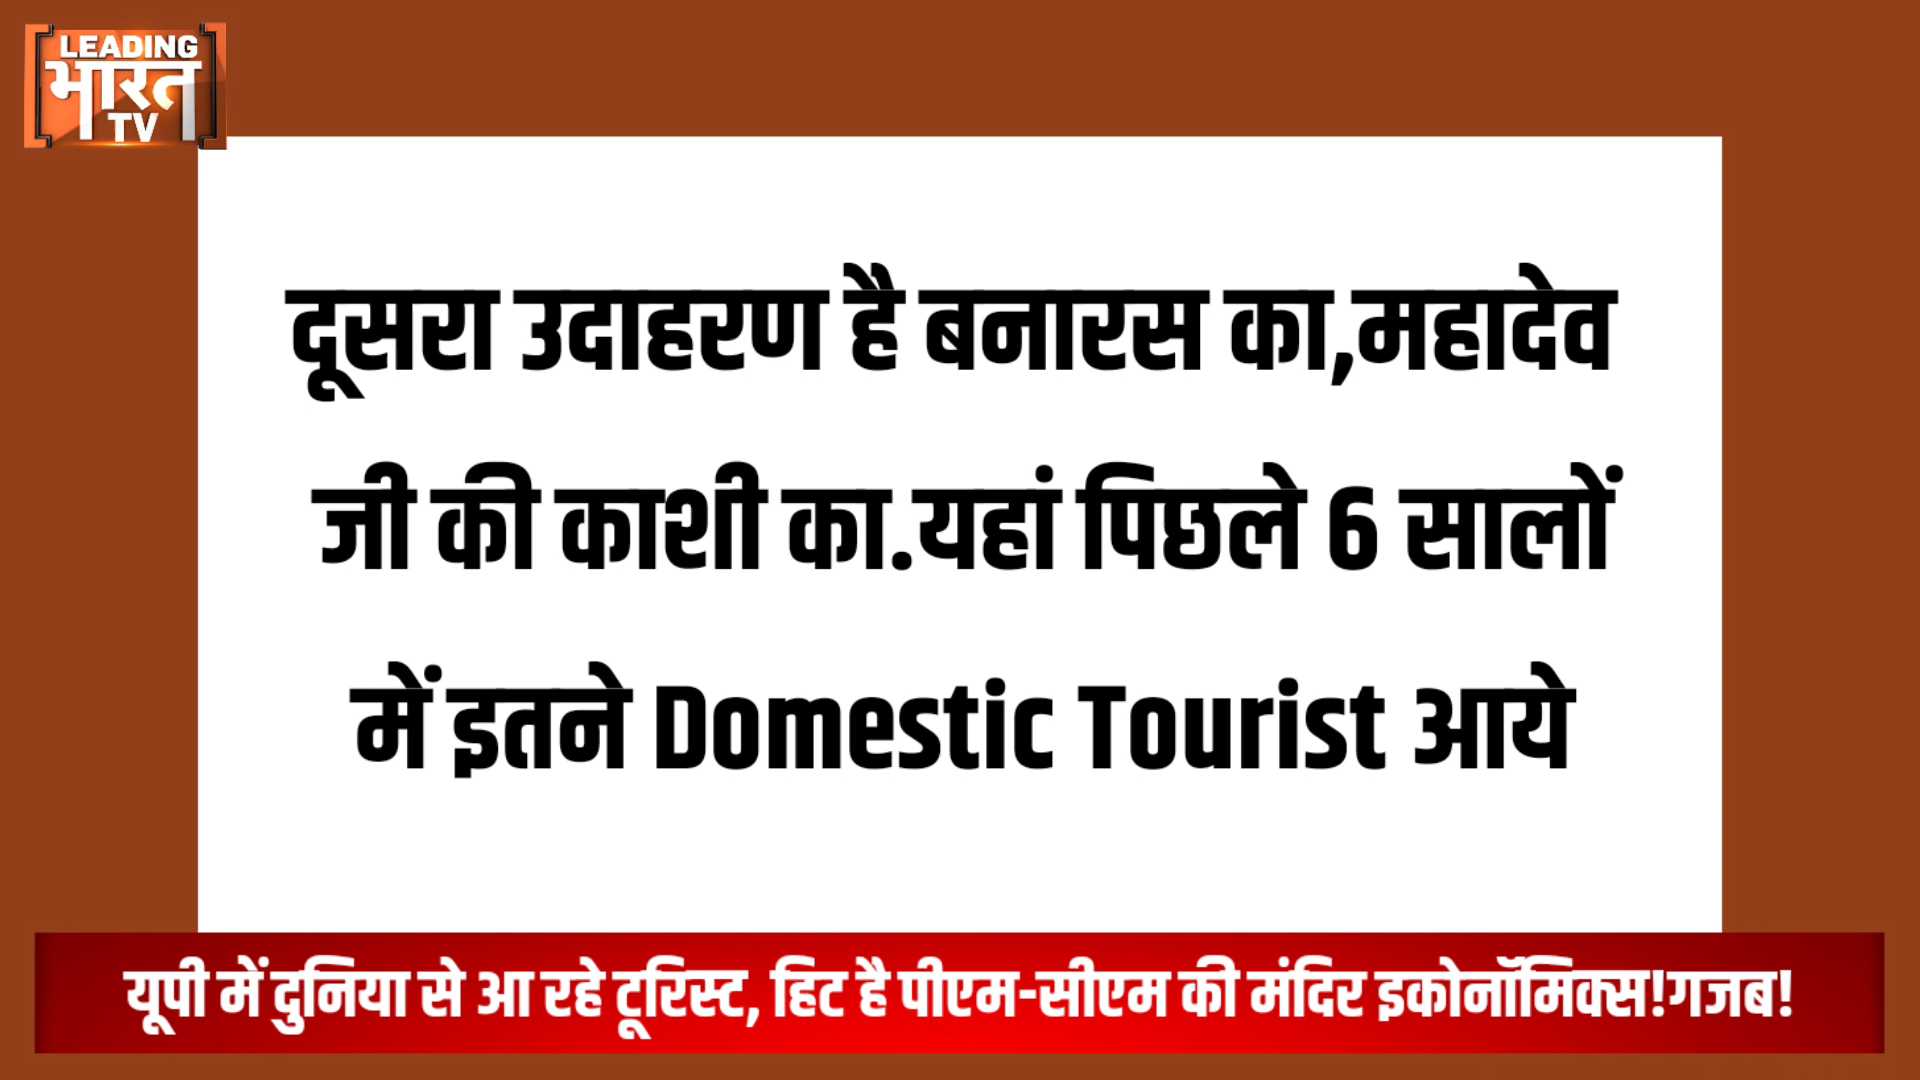 LEADING
भारत
TV
दूसरा उदाहरण है बनारस का,महादेव
जी की काशी का.यहां पिछले 6 सालों
में इतने Domestic Tourist आये
यूपी में दुनिया से आ रहे टूरिस्ट, हिट है पीएम-सीएम की मंदिर इकोनॉमिक्स!गजब!